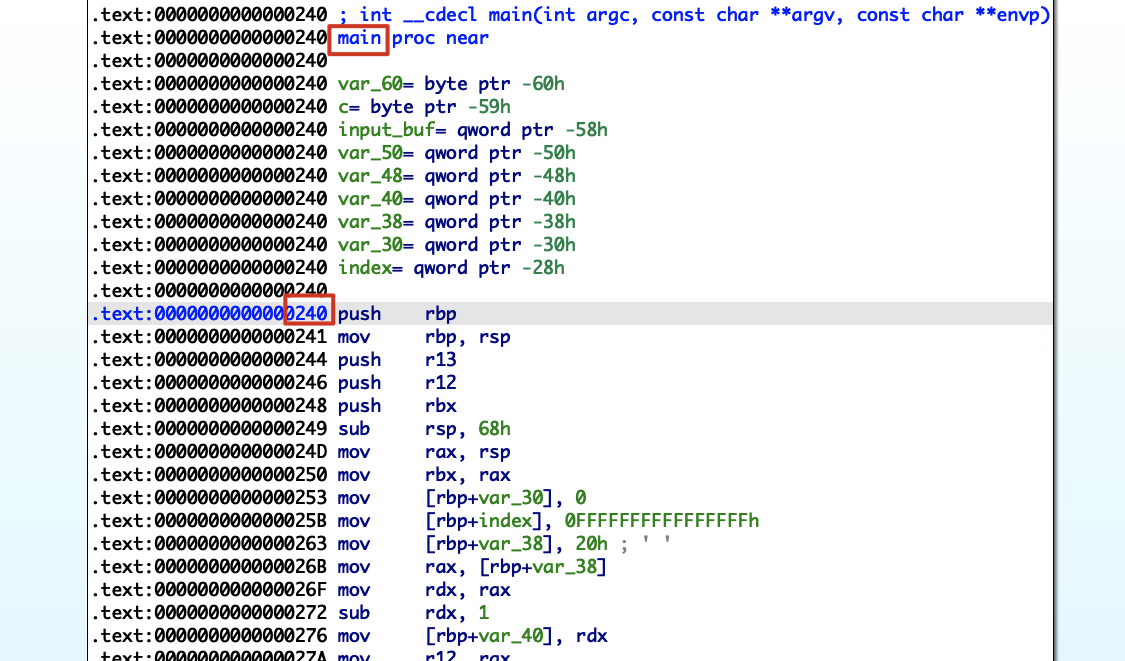 .text:0000000000000240 ; int __cdecl main(int argc, const char **argv, const char **envp)
.text:0000000000000240 main proc near
.text:0000000000000240
.text:0000000000000240 var_60= byte ptr -60h
.text:0000000000000240 c= byte ptr -59h
.text:0000000000000240 input_buf= qword ptr -58h
.text:0000000000000240 var_50= qword ptr -50h
.text:0000000000000240 var_48= qword ptr -48h
.text:0000000000000240 var_40= qword ptr -40h
.text:0000000000000240 var_38= qword ptr -38h
.text:0000000000000240 var_30= qword ptr -30h
.text:0000000000000240 index= qword ptr -28h
.text:0000000000000240
.text:0000000000000240 push rbp
.text:0000000000000241 mov rbp, rsp
.text:0000000000000244 push r13
.text:0000000000000246 push r12
.text:0000000000000248 push rbx
.text:0000000000000249 sub rsp, 68h
.text:000000000000024D mov rax, rsp
.text:0000000000000250 mov rbx, rax
.text:0000000000000253 mov [rbp+var_30], 0
.text:000000000000025B mov [rbp+index], 0FFFFFFFFFFFFFFFFh
.text:0000000000000263 mov [rbp+var_38], 20h ; ' '
.text:000000000000026B mov rax, [rbp+var_38]
.text:000000000000026F mov rdx, rax
.text:0000000000000272 sub rdx, 1
.text:0000000000000276 mov [rbp+var_40], rdx
.text:000000000000027A mov r12, rax